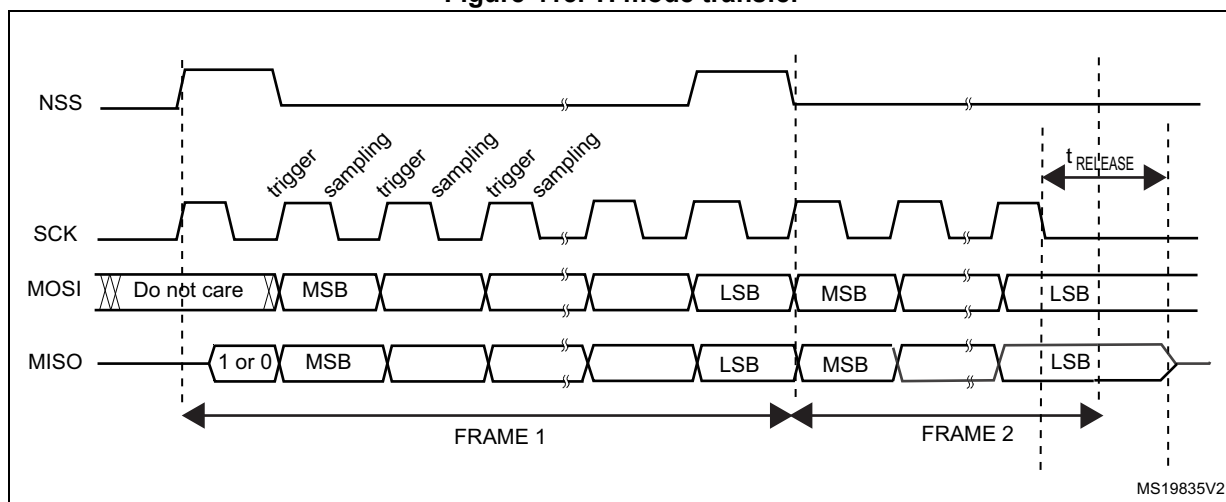 NSS
trigger
sampling
trigger
sampling
trigger
sampling
t RELEASE
SCK
MOSI
Do not care
MSB
LSB
MSB
LSB
MISO
1 or 0
MSB
LSB
MSB
LSB
FRAME 1
FRAME 2
MS19835V2